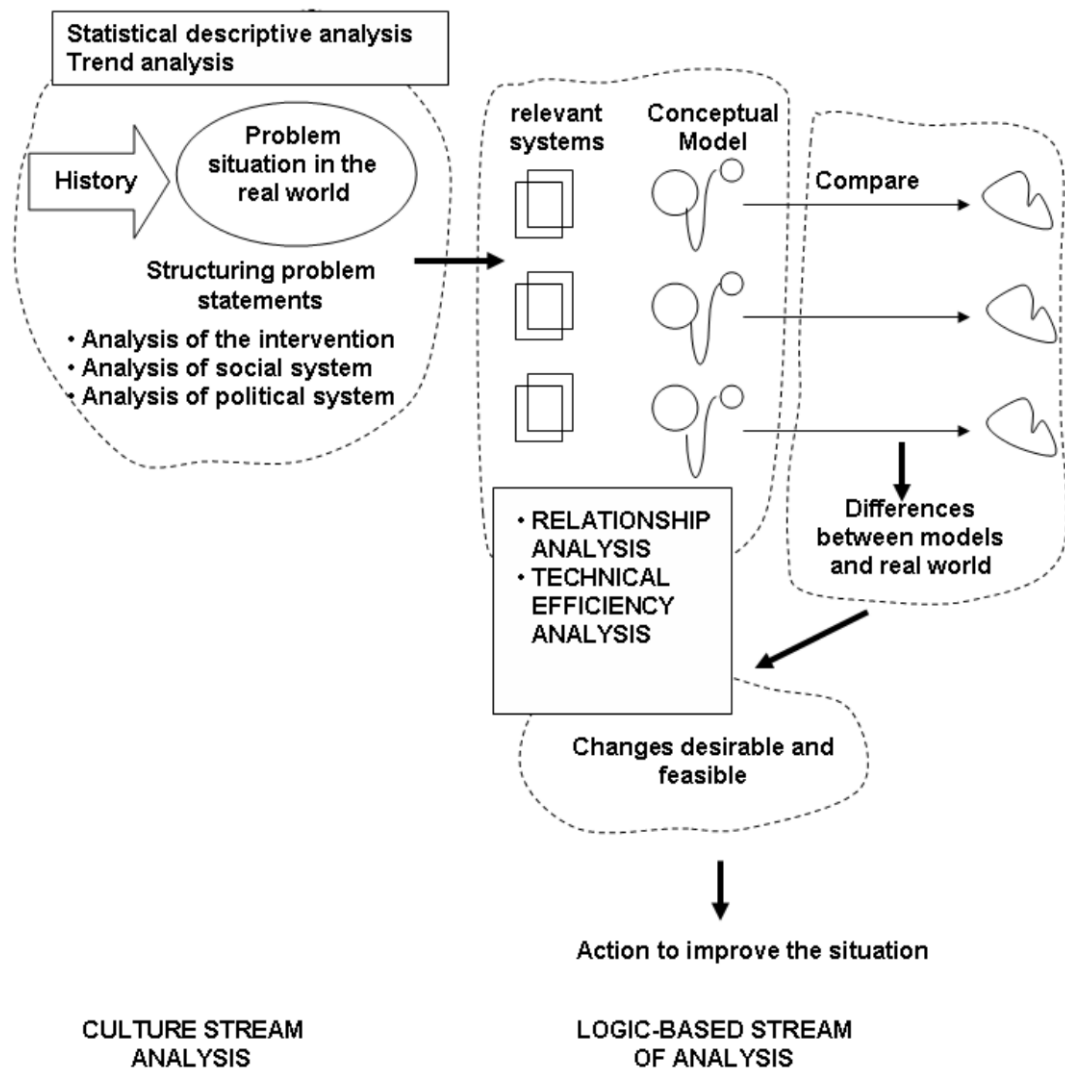 Statistical descriptive analysis
Trend analysis
History
Problem
situation in the
real world
Structuring problem
statements
• Analysis of the intervention
• Analysis of social system
• Analysis of political system
relevant
systems
Conceptual
Model
Compare
Differences
between models
and real world
• RELATIONSHIP
ANALYSIS
• TECHNICAL
EFFICIENCY
ANALYSIS
Changes desirable and
feasible
Action to improve the situation
CULTURE STREAM
ANALYSIS
LOGIC-BASED STREAM
OF ANALYSIS